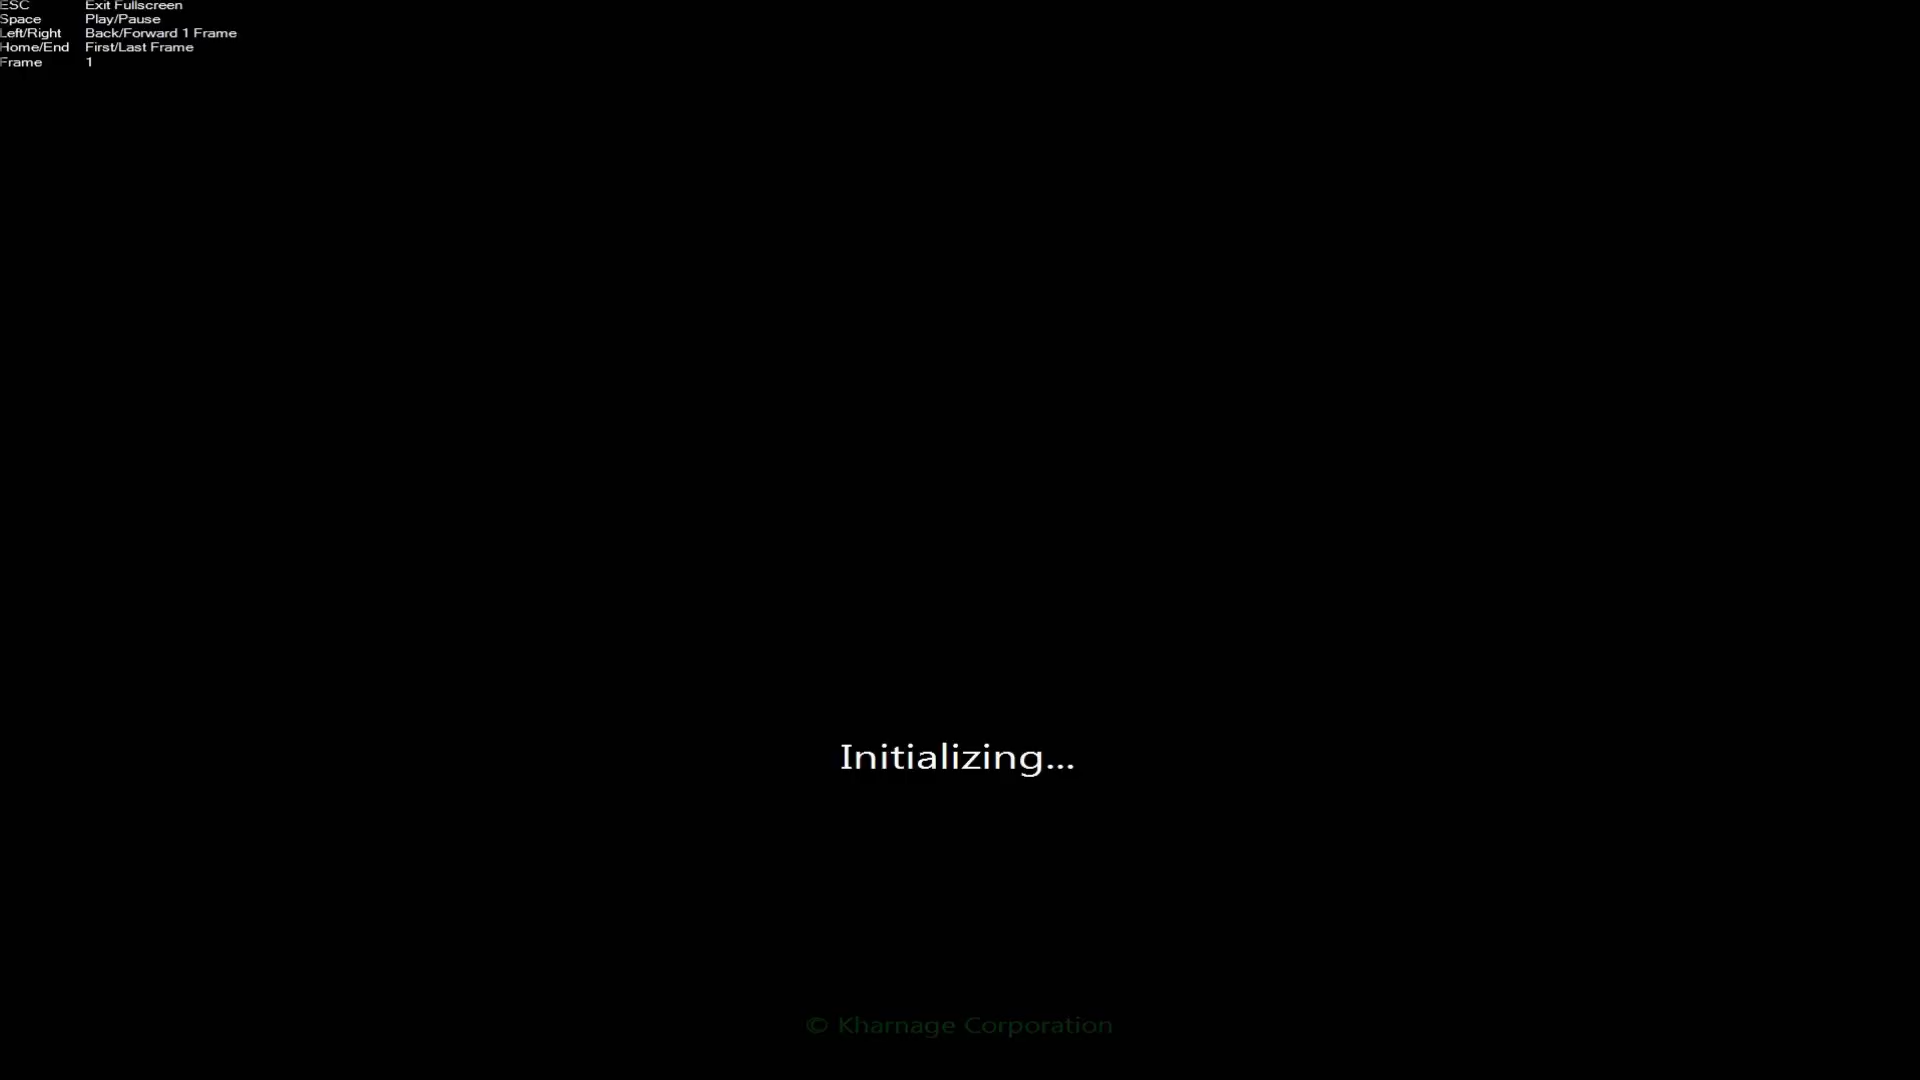 ESC Exit Fullscreen
Space Play/Pause
Left/Right Back/Forward 1 Frame
Home/End First/Last Frame
Frame 1
Initializing...
© Kharnage Corporation